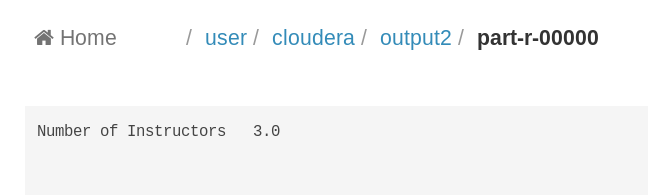 Home / user / cloudera / output2 / part-r-00000
Number of Instructors 3.0